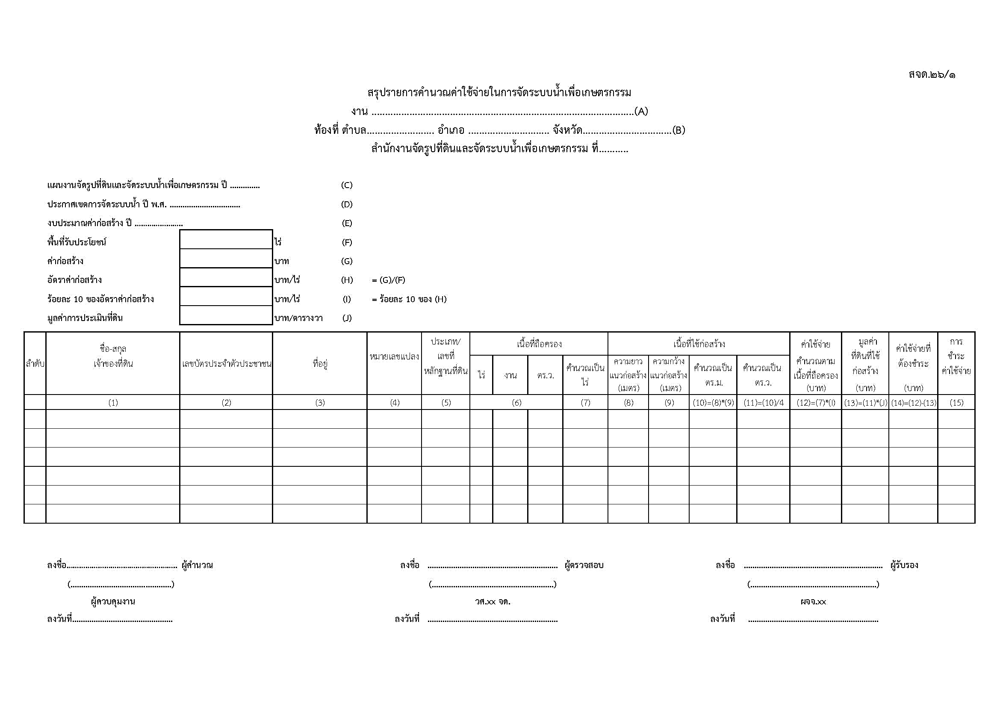 สจด.๒๖/๑
สรุปรายการคำนวณค่าใช้จ่ายในการจัดระบบน้ำเพื่อเกษตรกรรม
งาน ................................................................................................(A)
ท้องที่ ตำบล......................... อำเภอ .............................. จังหวัด.................................(B)
สำนักงานจัดรูปที่ดินและจัดระบบน้ำเพื่อเกษตรกรรม ที่...........
แผนงานจัดรูปที่ดินและจัดระบบน้ำเพื่อเกษตรกรรม ปี .............. (C)
ประกาศเขตการจัดระบบน้ำ ปี พ.ศ. ................................. (D)
งบประมาณค่าก่อสร้าง ปี ....................... (E)
พื้นที่รับประโยชน์ ไร่ (F)
ค่าก่อสร้าง บาท (G)
อัตราค่าก่อสร้าง บาท/ไร่ (H) = (G)/(F)
ร้อยละ 10 ของอัตราค่าก่อสร้าง บาท/ไร่ (I) = ร้อยละ 10 ของ (H)
มูลค่าการประเมินที่ดิน บาท/ตารางวา (J)
ลำดับ
ชื่อ-สกุล
เจ้าของที่ดิน
เลขบัตรประจำตัวประชาชน
ที่อยู่
หมายเลขแปลง
ประเภท/
เลขที่
หลักฐานที่ดิน
เนื้อที่ถือครอง
ไร่ งาน ตร.ว.
คำนวณเป็น
ไร่
เนื้อที่ใช้ก่อสร้าง
ความยาว
แนวก่อสร้าง
(เมตร)
ความกว้าง
แนวก่อสร้าง
(เมตร)
คำนวณเป็น
ตร.ม.
คำนวณเป็น
ตร.ว.
ค่าใช้จ่าย
คำนวณตาม
เนื้อที่ถือครอง
(บาท)
มูลค่า
ที่ดินที่ใช้
ก่อสร้าง
(บาท)
ค่าใช้จ่ายที่
ต้องชำระ
(บาท)
การ
ชำระ
ค่าใช้จ่าย
(1) (2) (3) (4) (5) (6) (7) (8) (9) (10)=(8)*(9) (11)=(10)/4 (12)=(7)*(I) (13)=(11)*(J) (14)=(12)-(13) (15)
ลงชื่อ..................................................... ผู้คำนวณ ลงชื่อ ............................................................. ผู้ตรวจสอบ ลงชื่อ ................................................................. ผู้รับรอง
(................................................) (.........................................................) (...........................................................)
ผู้ควบคุมงาน วศ.xx จด. ผจจ.xx
ลงวันที่............................................... ลงวันที่ ............................................................. ลงวันที่ .............................................................